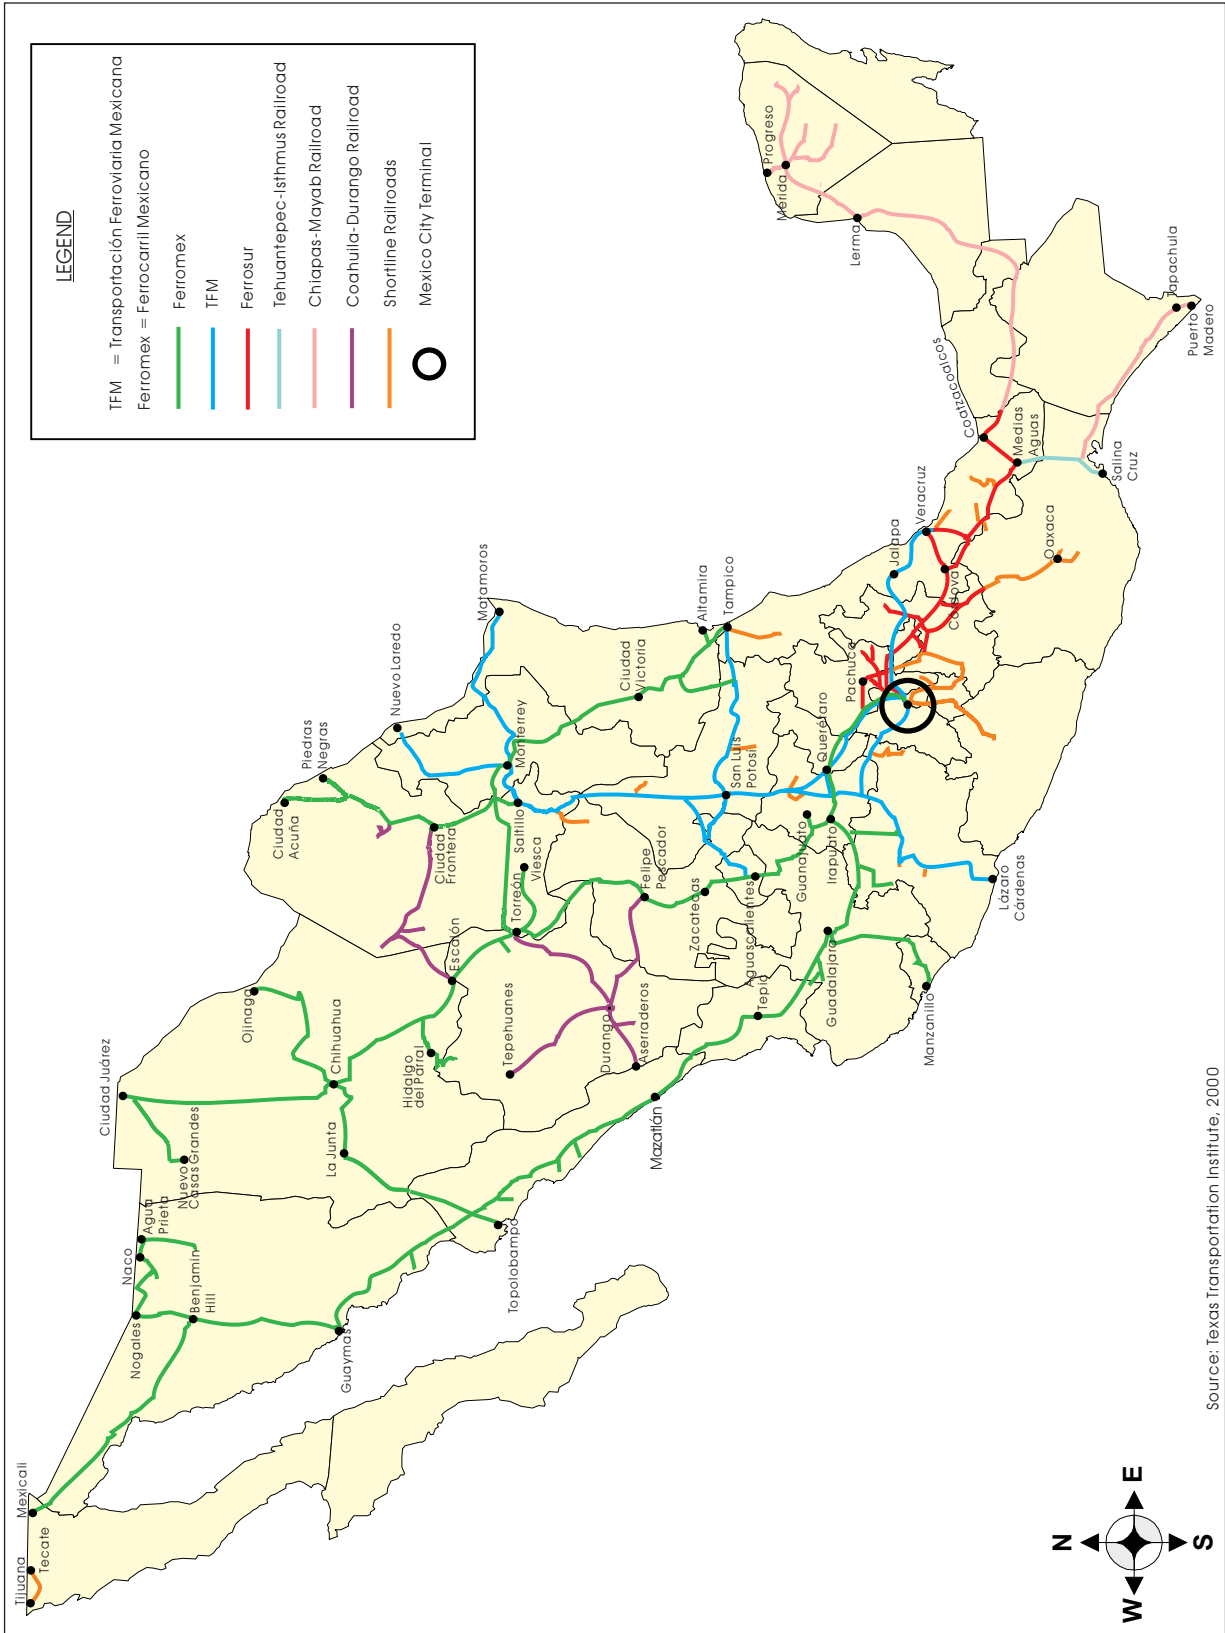 LEGEND
TFM = Transportación Ferroviaria Mexicana
Ferromex = Ferrocarril Mexicano
Ferromex
TFM
Ferrosur
Tehuantepec-Isthmus Railroad
Chiapas-Mayab Railroad
Coahuila-Durango Railroad
Shortline Railroads
Mexico City Terminal
Tijuana
Tecate
Mexicali
Nogales
Naco
Agua
Prieta
Benjamin
Hill
Nuevo
Casas Grandes
Ciudad Juárez
Ojinaga
Chihuahua
La Junta
Guaymas
Topolobampo
Hidalgo
del Parral
Escalón
Ciudad
Acuña
Piedras
Negras
Ciudad
Frontera
Nuevo Laredo
Monterrey
Matamoros
Saltillo
Viesca
Torreón
Tepehuanes
Durango
Aserraderos
Mazatlán
Felipe
Pescador
Zacatecas
Aguascalientes
Tepic
Ciudad
Victoria
Altamira
Tampico
San Luis
Potosí
Guanajuato
Irapuato
Querétaro
Guadalajara
Manzanillo
Lázaro
Cárdenas
Pachuca
Jalapa
Veracruz
Córdova
Oaxaca
Coatzacoalcos
Medias
Aguas
Salina
Cruz
Lerma
Merida
Progreso
Tapachula
Puerto
Madero
N
W
E
S
Source: Texas Transportation Institute, 2000